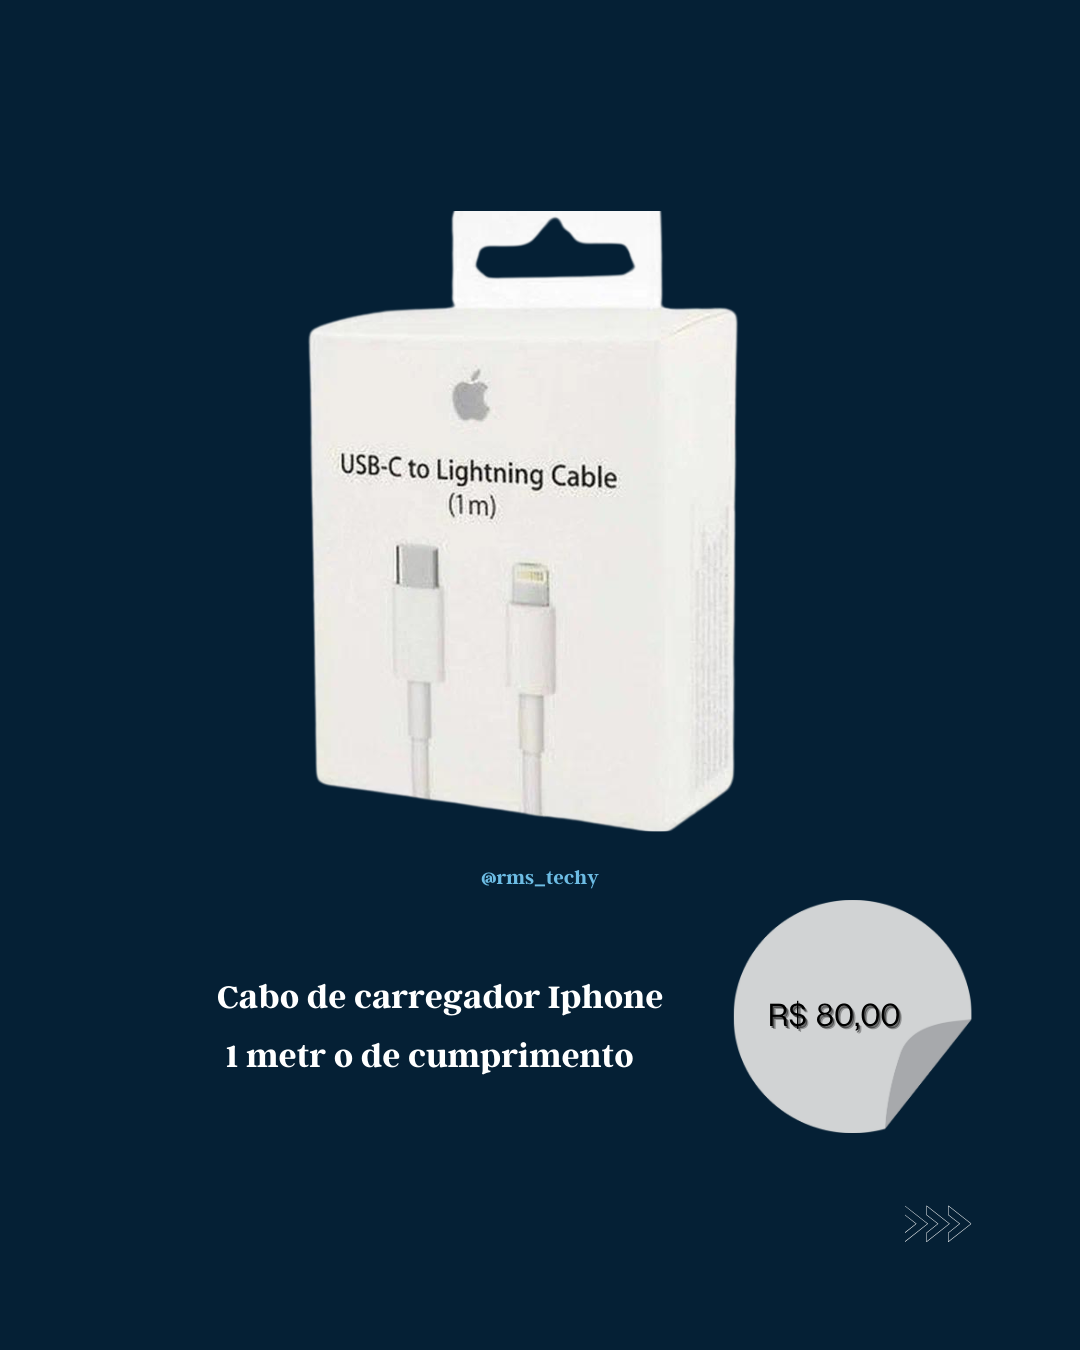 USB-C to Lightning Cable
(1m)
@rms_techy
Cabo de carregador Iphone
1 metr o de cumprimento
R$ 80,00